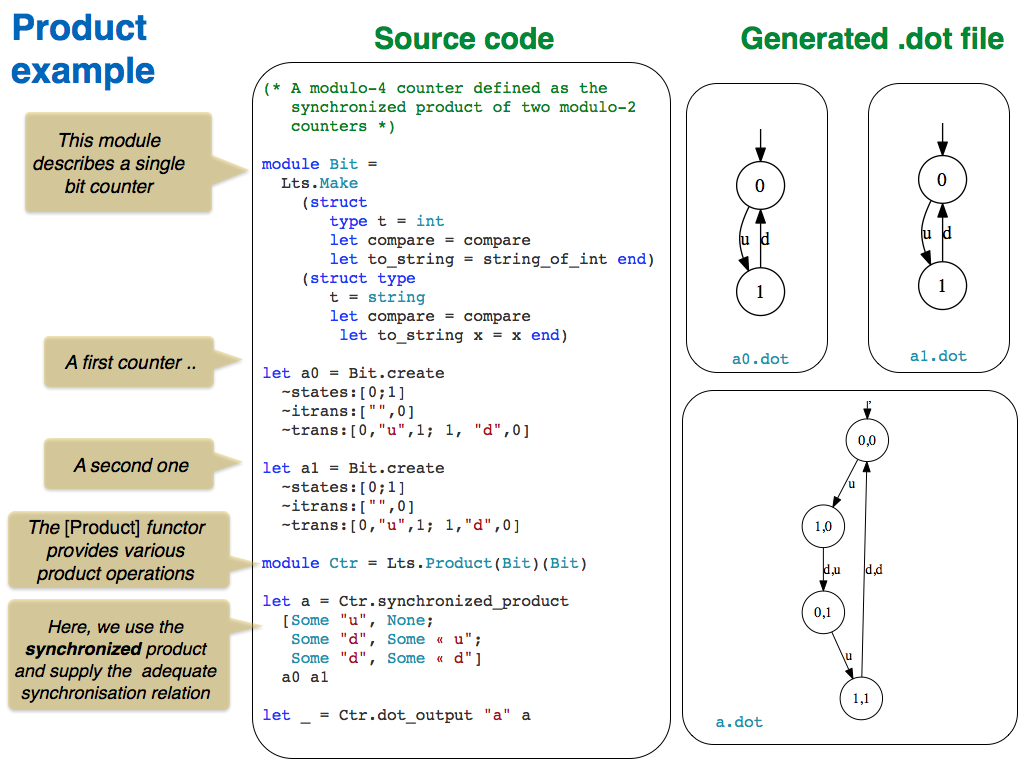 Product
example
Source code
Generated .dot file
This module
describes a single
bit counter
A first counter ..
A second one
The [Product] functor
provides various
product operations
Here, we use the
synchronized product
and supply the adequate
synchronisation relation
(* A modulo-4 counter defined as the
synchronized product of two modulo-2
counters *)
module Bit =
Lts.Make
(struct
type t = int
let compare = compare
let to_string = string_of_int end)
(struct type
t = string
let compare = compare
let to_string x = x end)
let a0 = Bit.create
~states:[0;1]
~itrans:["",0]
~trans:[0,"u",1; 1, "d",0]
let a1 = Bit.create
~states:[0;1]
~itrans:["",0]
~trans:[0,"u",1; 1,"d",0]
module Ctr = Lts.Product(Bit)(Bit)
let a = Ctr.synchronized_product
[Some "u", None;
Some "d", Some « u";
Some "d", Some « d"]
a0 a1
let _ = Ctr.dot_output "a" a
0
u d
1
a0.dot
0
u d
1
a1.dot
,
0,0
u
1,0
d,u d,d
0,1
u
1,1
a.dot